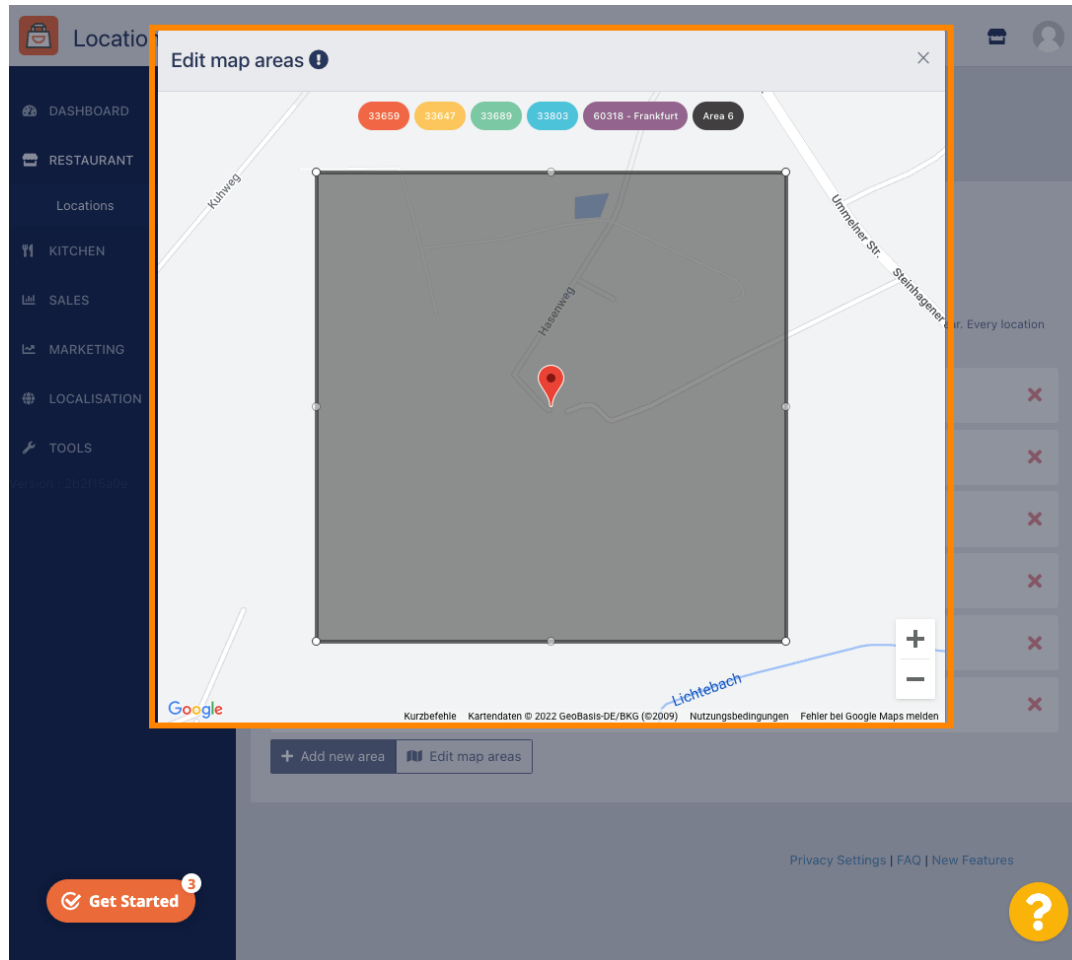 Locatio
Edit map areas
×
33659 33647 33689 33803 60318 - Frankfurt Area 6
DASHBOARD
RESTAURANT
Locations
KITCHEN
SALES
MARKETING
LOCALISATION
TOOLS
Kuhweg
Ummelner Str.
Steinhagener
Hasenweg
ar. Every location
Lichtebach
Google
Kurzbefehle Kartendaten © 2022 GeoBasis-DE/BKG (©2009) Nutzungsbedingungen Fehler bei Google Maps melden
+ Add new area Edit map areas
Privacy Settings | FAQ | New Features
Get Started 3
?